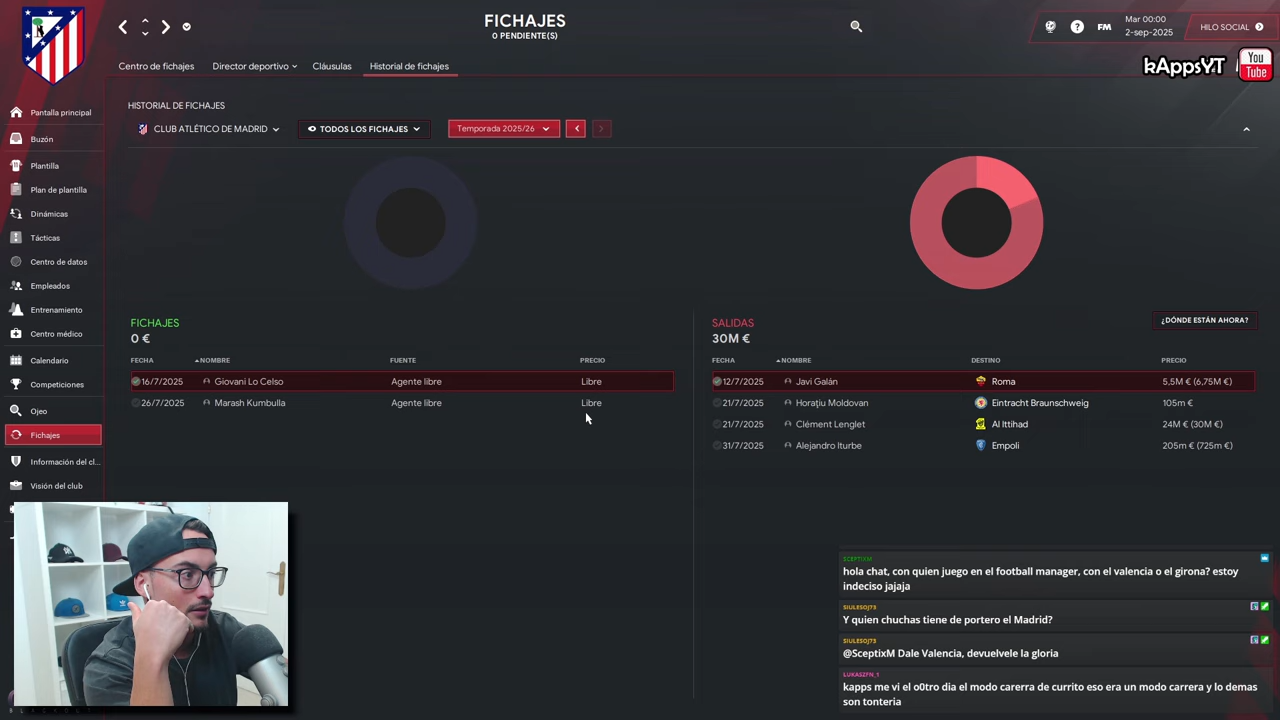 FICHAJES
0 PENDIENTE(S)
FM
Mar 00:00
2-sep-2025
HILO SOCIAL
kAppsYT
You
Tube
Centro de fichajes
Director deportivo
Cláusulas
Historial de fichajes
HISTORIAL DE FICHAJES
CLUB ATLÉTICO DE MADRID
TODOS LOS FICHAJES
Temporada 2025/26
Pantalla principal
Buzón
Plantilla
Plan de plantilla
Dinámicas
Tácticas
Centro de datos
Empleados
Entrenamiento
Centro médico
Calendario
Competiciones
Ojeo
Fichajes
Información del cl...
Visión del club
FICHAJES
0 €
FECHA NOMBRE FUENTE PRECIO
16/7/2025 Giovani Lo Celso Agente libre Libre
26/7/2025 Marash Kumbulla Agente libre Libre
SALIDAS
30M €
¿DÓNDE ESTÁN AHORA?
FECHA NOMBRE DESTINO PRECIO
12/7/2025 Javi Galán Roma 5,5M € (6,75M €)
21/7/2025 Horațiu Moldovan Eintracht Braunschweig 105m €
21/7/2025 Clément Lenglet Al Ittihad 24M € (30M €)
31/7/2025 Alejandro Iturbe Empoli 205m € (725m €)
SCEPTIXM
hola chat, con quien juego en el football manager, con el valencia o el girona? estoy
indeciso jajaja
SIULESOJ73
Y quien chuchas tiene de portero el Madrid?
SIULESOJ73
@SceptixM Dale Valencia, devuelvele la gloria
LUKASZFN_1
kapps me vi el o0tro dia el modo carerra de currito eso era un modo carrera y lo demas
son tonteria